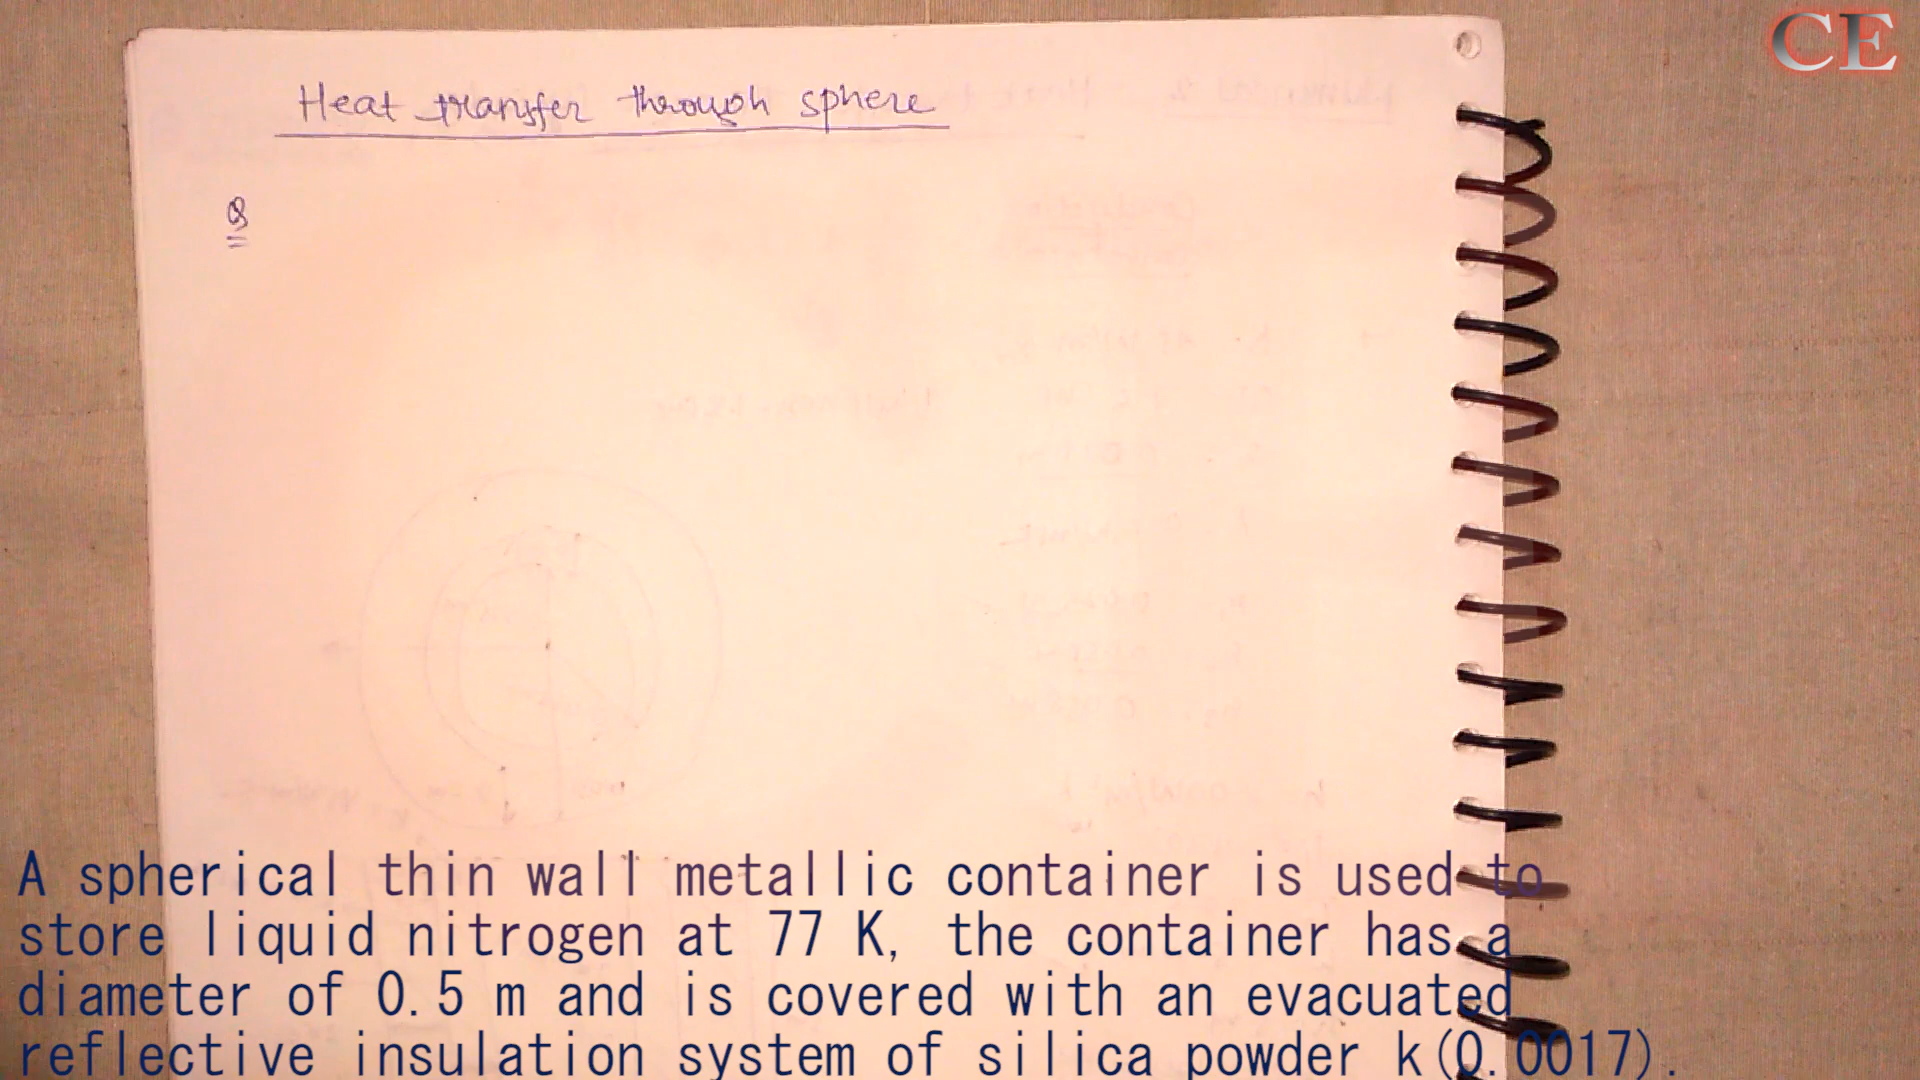 CE
Heat transfer through sphere
Q
A spherical thin wall metallic container is used to
store liquid nitrogen at 77 K, the container has a
diameter of 0.5 m and is covered with an evacuated
reflective insulation system of silica powder k(0.0017).